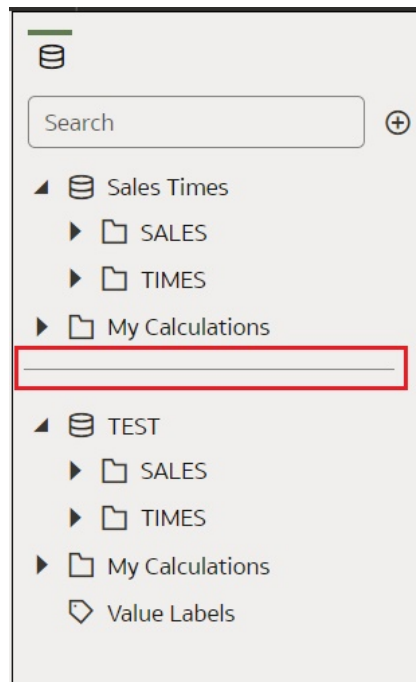 Search
Sales Times
SALES
TIMES
My Calculations
TEST
SALES
TIMES
My Calculations
Value Labels